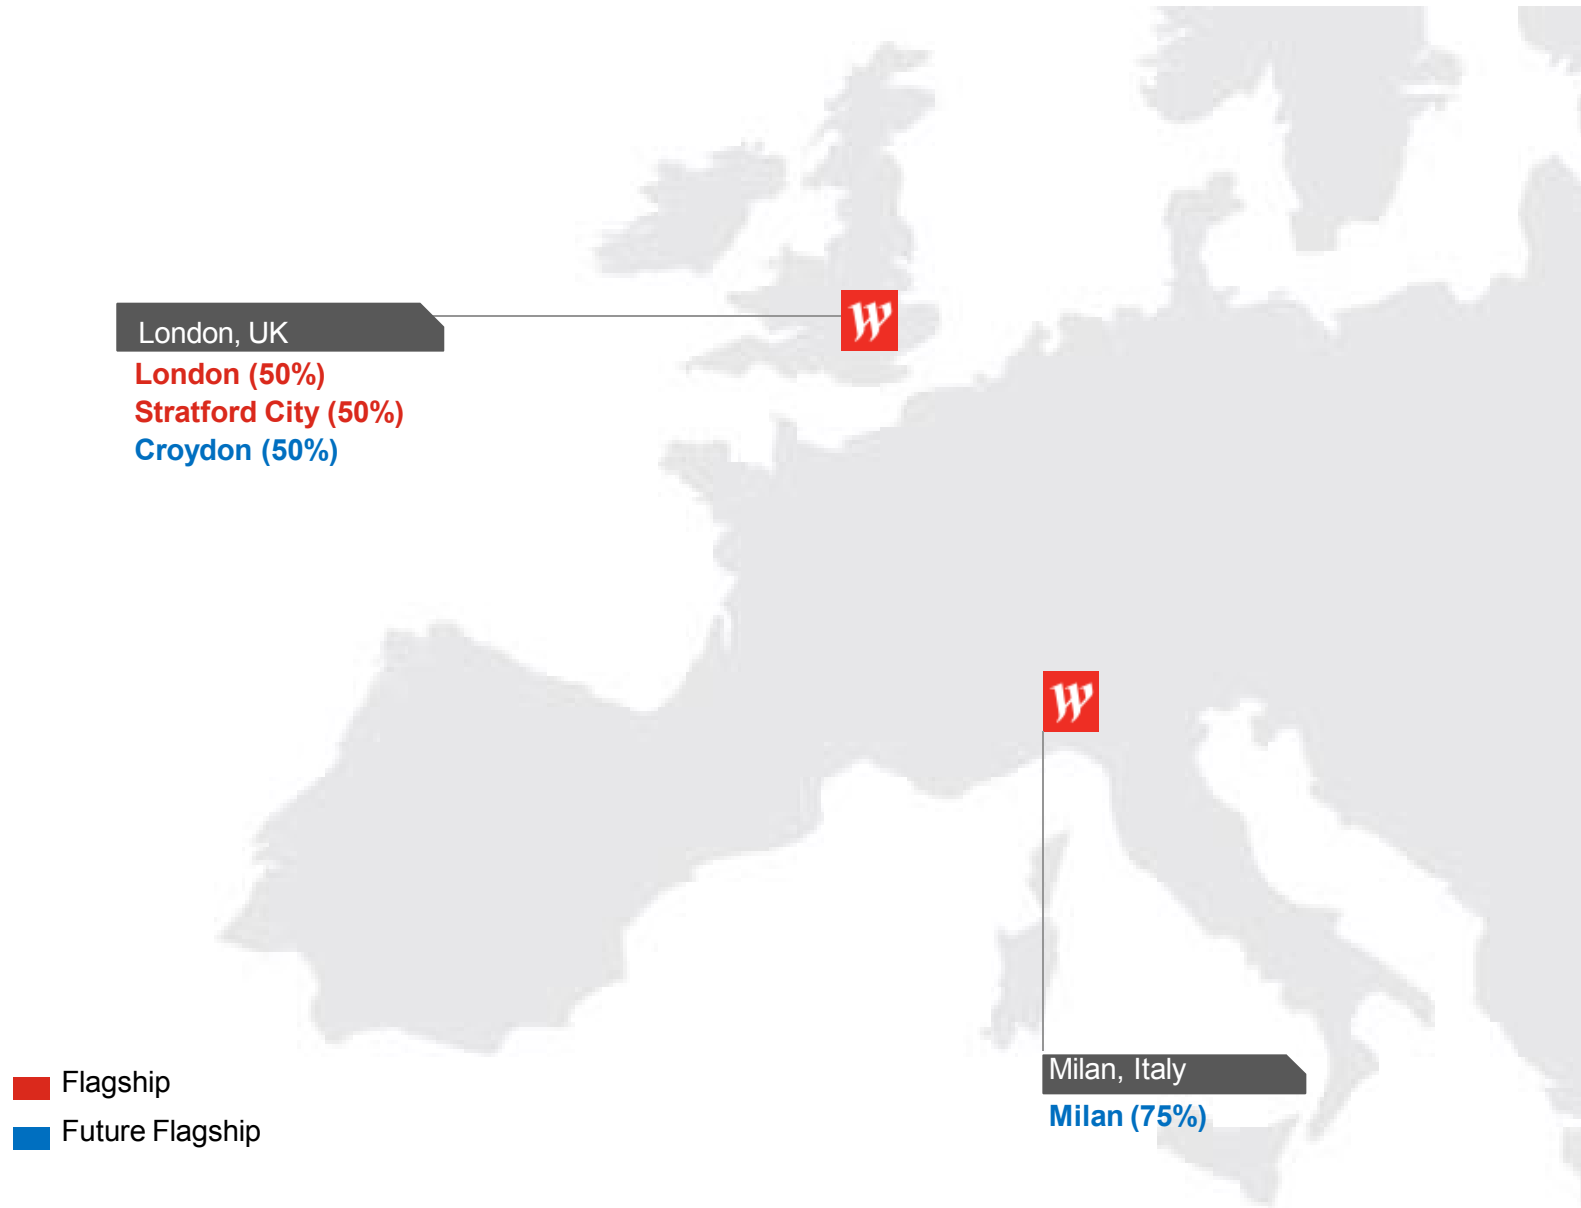 London, UK
London (50%)
Stratford City (50%)
Croydon (50%)
W
W
Milan, Italy
Milan (75%)
Flagship
Future Flagship